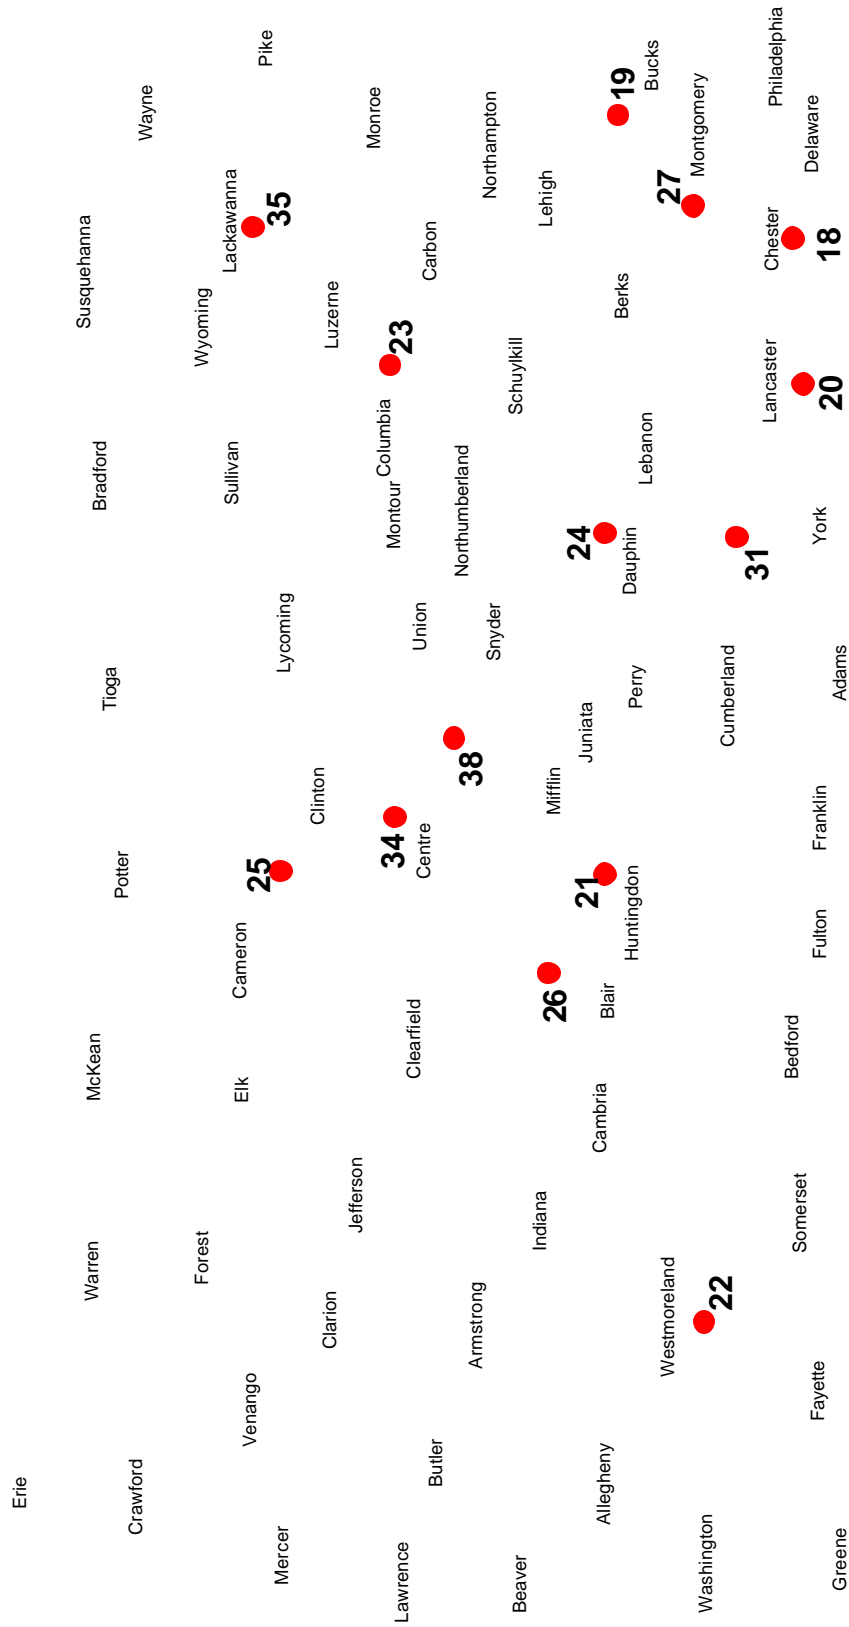 Erie
Crawford
Warren
McKean
Potter
Tioga
Bradford
Susquehanna
Wayne
Mercer
Venango
Forest
Elk
Cameron
25
Clinton
Lycoming
Sullivan
Wyoming
Lackawanna
35
Pike
Lawrence
Butler
Clarion
Jefferson
Clearfield
34
Centre
38
Union
Montour
Columbia
23
Luzerne
Carbon
Monroe
Beaver
Armstrong
Indiana
26
Mifflin
Snyder
Northumberland
Schuylkill
Lehigh
Northampton
Allegheny
Cambria
Blair
21
Huntingdon
Juniata
Perry
24
Dauphin
Lebanon
Berks
19
Bucks
Washington
Westmoreland
22
Cumberland
31
Lancaster
20
27
Montgomery
Chester
18
Philadelphia
Delaware
Greene
Fayette
Somerset
Bedford
Fulton
Franklin
Adams
York